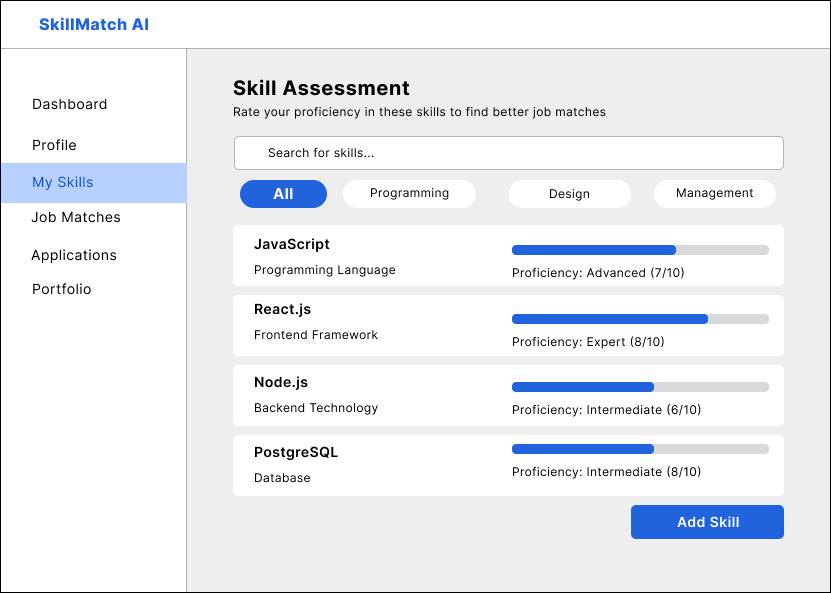 SkillMatch AI
Dashboard
Profile
My Skills
Job Matches
Applications
Portfolio
Skill Assessment
Rate your proficiency in these skills to find better job matches
Search for skills...
All
Programming
Design
Management
JavaScript
Programming Language
Proficiency: Advanced (7/10)
React.js
Frontend Framework
Proficiency: Expert (8/10)
Node.js
Backend Technology
Proficiency: Intermediate (6/10)
PostgreSQL
Database
Proficiency: Intermediate (8/10)
Add Skill